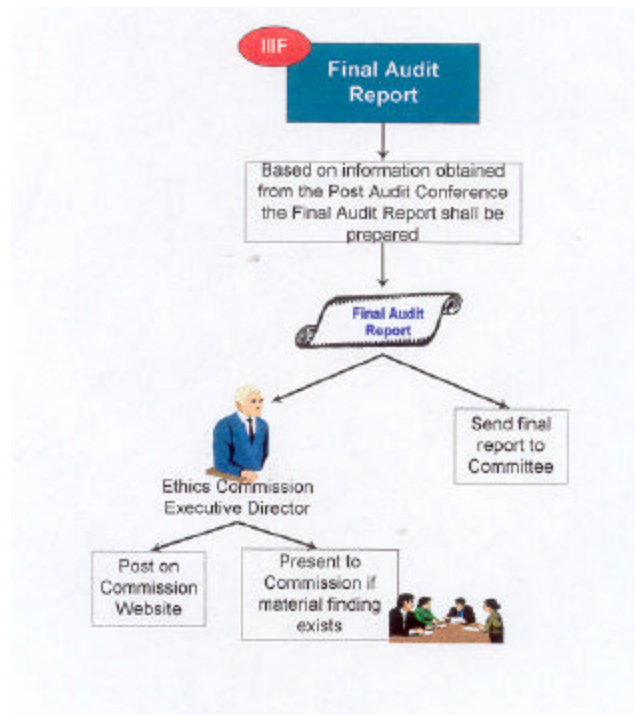 IIIF
Final Audit
Report
Based on information obtained
from the Post Audit Conference
the Final Audit Report shall be
prepared
Final Audit
Report
Send final
report to
Committee
Ethics Commission
Executive Director
Post on
Commission
Website
Present to
Commission if
material finding
exists